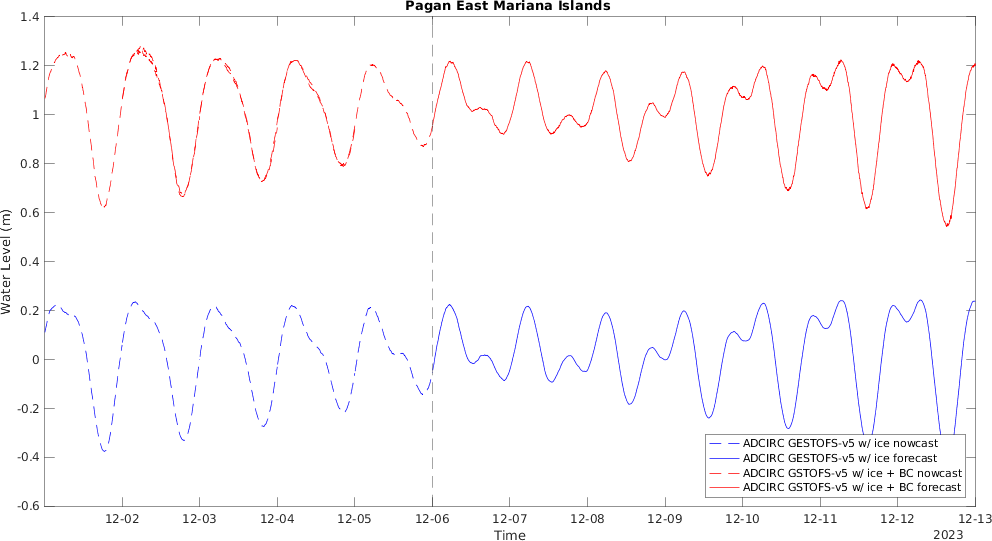 Pagan East Mariana Islands
Water Level (m)
1.4
1.2
1
0.8
0.6
0.4
0.2
0
-0.2
-0.4
-0.6
ADCIRC GESTOFS-v5 w/ ice nowcast
ADCIRC GESTOFS-v5 w/ ice forecast
ADCIRC GSTOFS-v5 w/ ice + BC nowcast
ADCIRC GSTOFS-v5 w/ ice + BC forecast
12-02 12-03 12-04 12-05 12-06 12-07 12-08 12-09 12-10 12-11 12-12 12-13
Time
2023